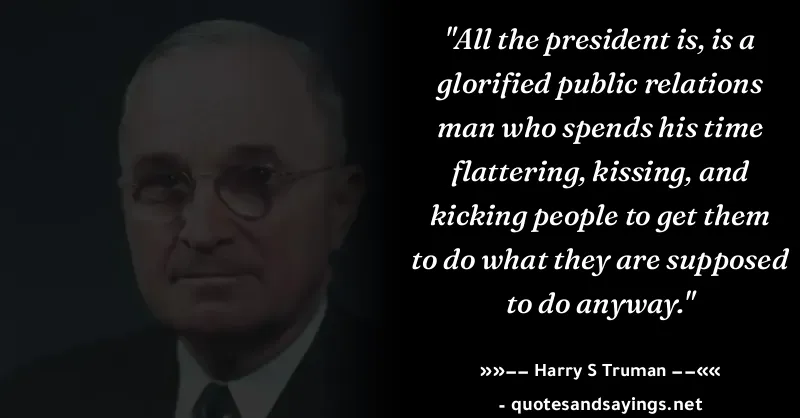 "All the president is, is a
glorified public relations
man who spends his time
flattering, kissing, and
kicking people to get them
to do what they are supposed
to do anyway."
»»−− Harry S Truman −−««
- quotesandsayings.net